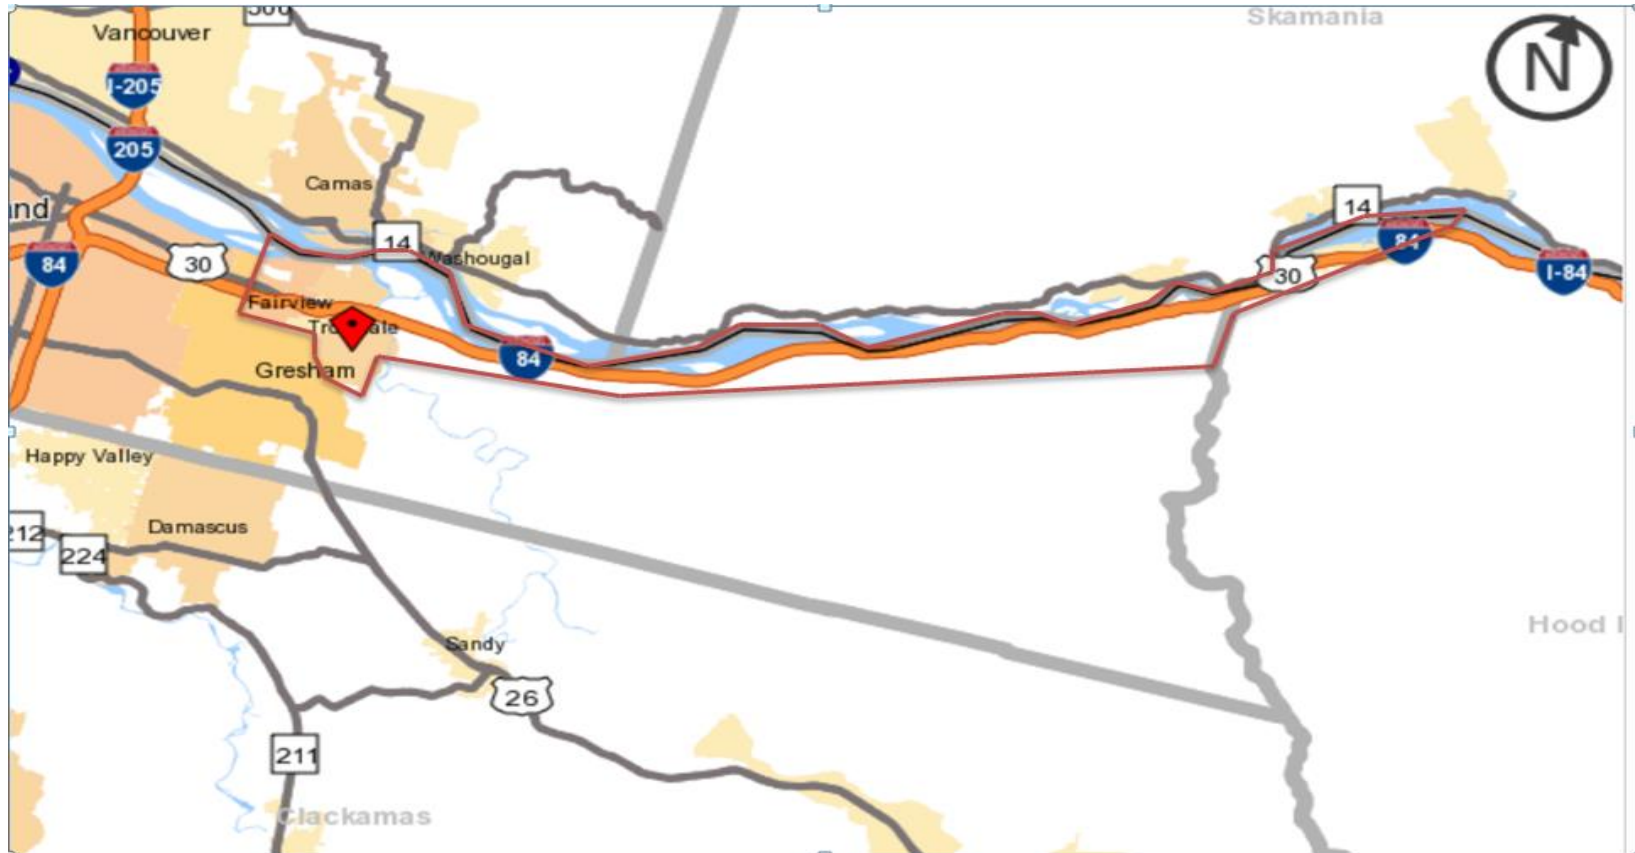 Skamania
Vancouver
N
I-205
205
14
Camas
14
Washougal
84
30
84
I-84
30
Fairview
84
Gresham
Happy Valley
Damascus
224
Sandy
26
211
Clackamas